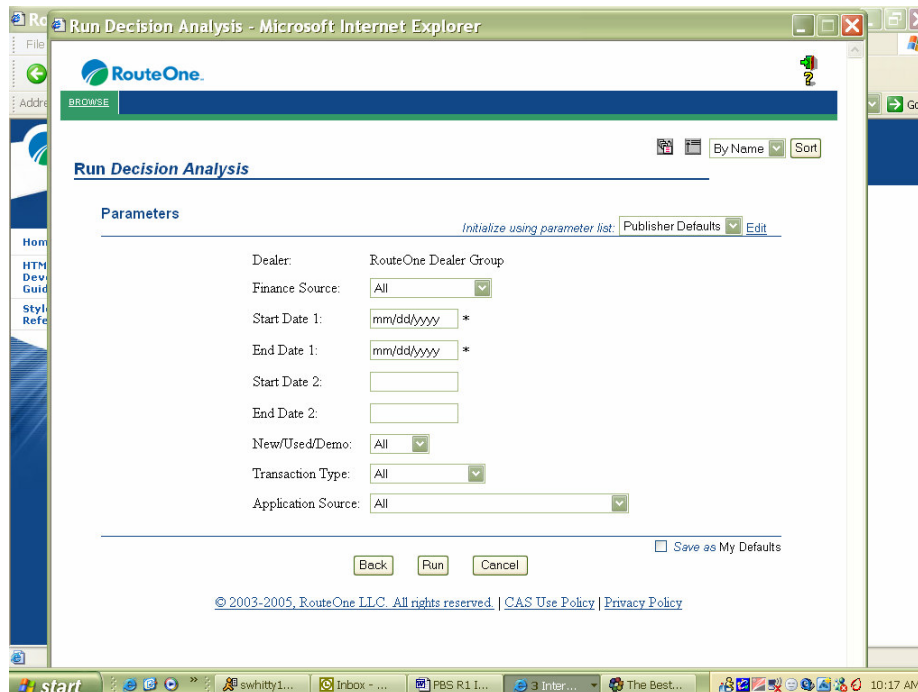 Run Decision Analysis - Microsoft Internet Explorer
File
RouteOne
Addre
BROWSE
Go
By Name Sort
Run Decision Analysis
Parameters
Initialize using parameter list: Publisher Defaults Edit
Hom
HTM
Dev
Guid
Styl
Refe
Dealer: RouteOne Dealer Group
Finance Source: All
Start Date 1: mm/dd/yyyy *
End Date 1: mm/dd/yyyy *
Start Date 2:
End Date 2:
New/Used/Demo: All
Transaction Type: All
Application Source: All
Save as My Defaults
Back Run Cancel
© 2003-2005, RouteOne LLC. All rights reserved. | CAS Use Policy | Privacy Policy
start » swhitty1... Inbox - ... PBS R1 I... 3 Inter... The Best... 10:17 AM